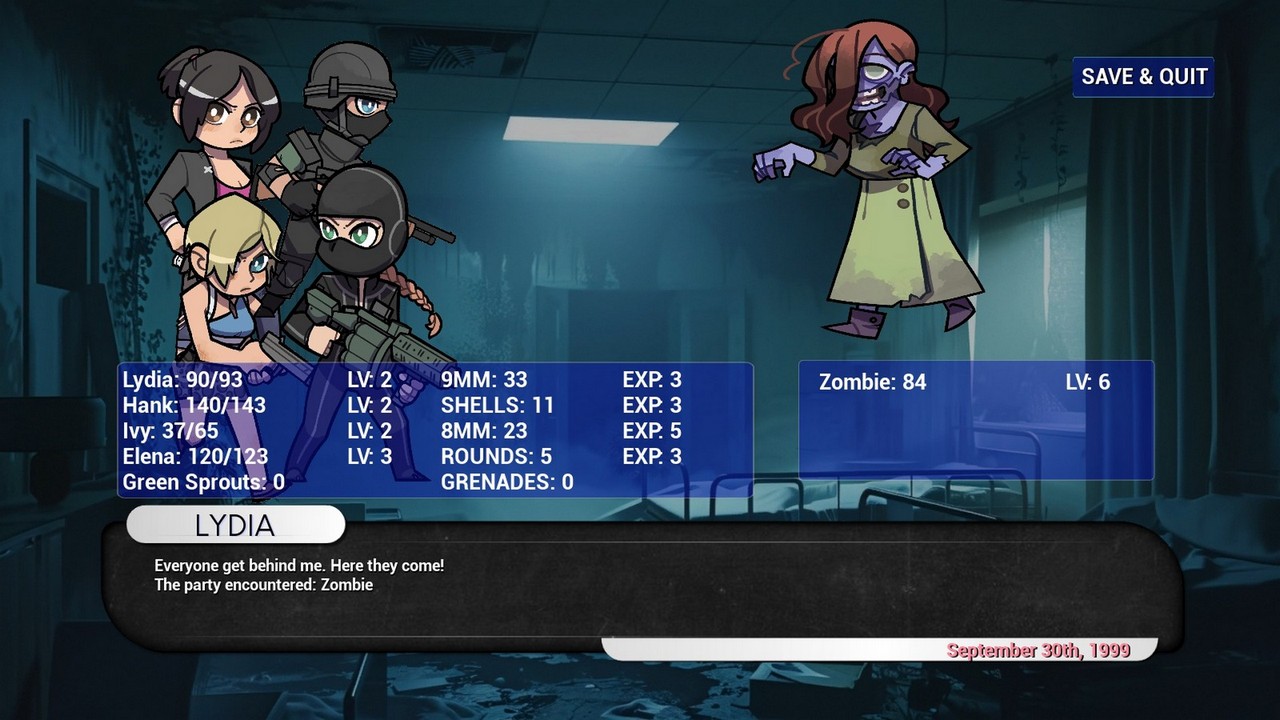 SAVE & QUIT
Lydia: 90/93 LV: 2 9MM: 33 EXP: 3
Hank: 140/143 LV: 2 SHELLS: 11 EXP: 3
Ivy: 37/65 LV: 2 8MM: 23 EXP: 5
Elena: 120/123 LV: 3 ROUNDS: 5 EXP: 3
Green Sprouts: 0 GRENADES: 0
Zombie: 84 LV: 6
LYDIA
Everyone get behind me. Here they come!
The party encountered: Zombie
September 30th, 1999